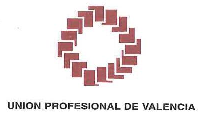 UNION PROFESIONAL DE VALENCIA